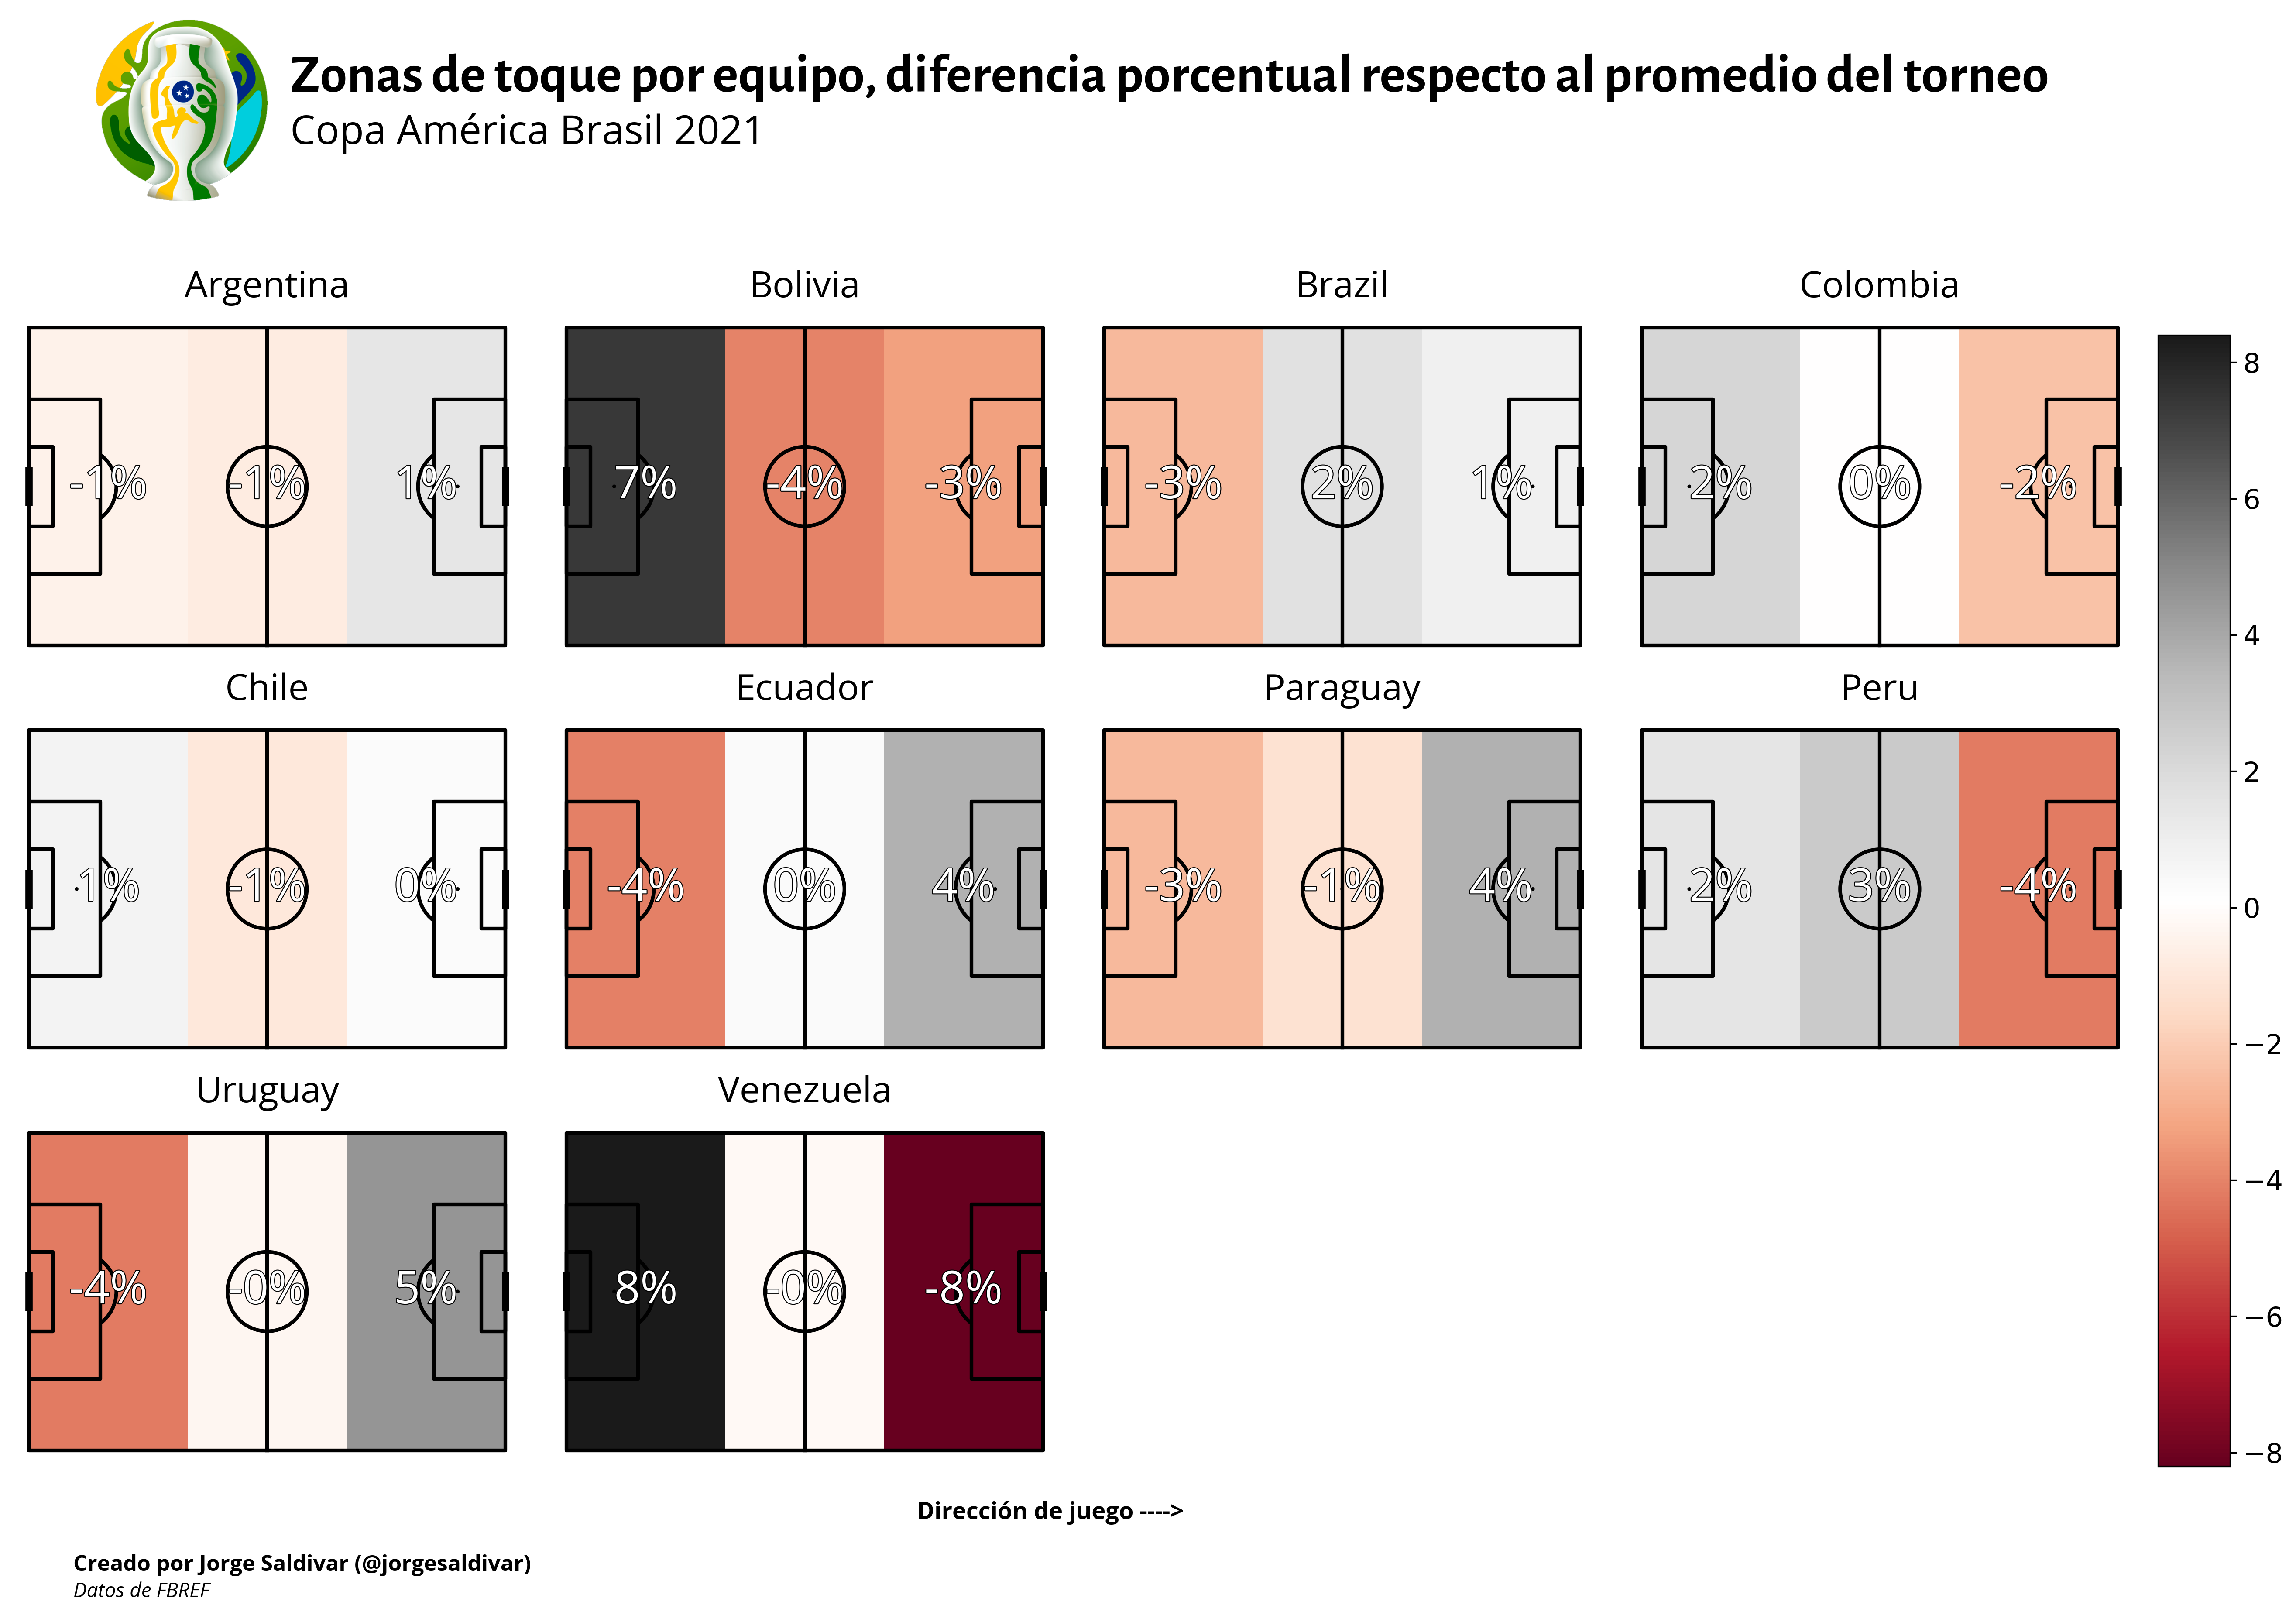 Zonas de toque por equipo, diferencia porcentual respecto al promedio del torneo
Copa América Brasil 2021
Argentina
Bolivia
Brazil
Colombia
-1%
-1%
1%
7%
-4%
-3%
-3%
2%
1%
2%
0%
-2%
Chile
Ecuador
Paraguay
Peru
1%
-1%
0%
-4%
0%
4%
-3%
-1%
4%
2%
3%
-4%
Uruguay
Venezuela
-4%
-0%
5%
8%
-0%
-8%
8
6
4
2
0
−2
−4
−6
−8
Dirección de juego ---->
Creado por Jorge Saldivar (@jorgesaldivar)
Datos de FBREF